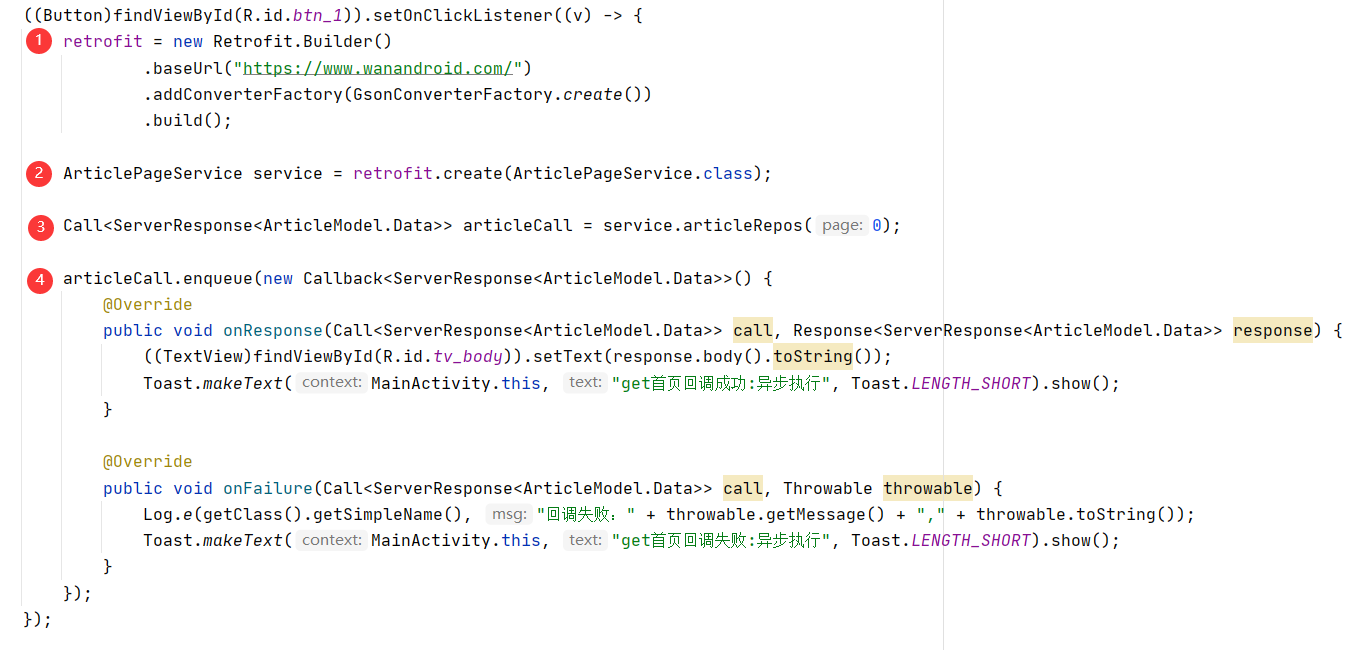 ((Button)findViewById(R.id.btn_1)).setOnClickListener((v) -> {
1 retrofit = new Retrofit.Builder()
.baseUrl("https://www.wanandroid.com/")
.addConverterFactory(GsonConverterFactory.create())
.build();
2 ArticlePageService service = retrofit.create(ArticlePageService.class);
3 Call<ServerResponse<ArticleModel.Data>> articleCall = service.articleRepos( page: 0);
4 articleCall.enqueue(new Callback<ServerResponse<ArticleModel.Data>>() {
@Override
public void onResponse(Call<ServerResponse<ArticleModel.Data>> call, Response<ServerResponse<ArticleModel.Data>> response) {
((TextView)findViewById(R.id.tv_body)).setText(response.body().toString());
Toast.makeText( context: MainActivity.this, text: "get首页回调成功:异步执行", Toast.LENGTH_SHORT).show();
}
@Override
public void onFailure(Call<ServerResponse<ArticleModel.Data>> call, Throwable throwable) {
Log.e(getClass().getSimpleName(), msg: "回调失败：" + throwable.getMessage() + "," + throwable.toString());
Toast.makeText( context: MainActivity.this, text: "get首页回调失败:异步执行", Toast.LENGTH_SHORT).show();
}
});
});